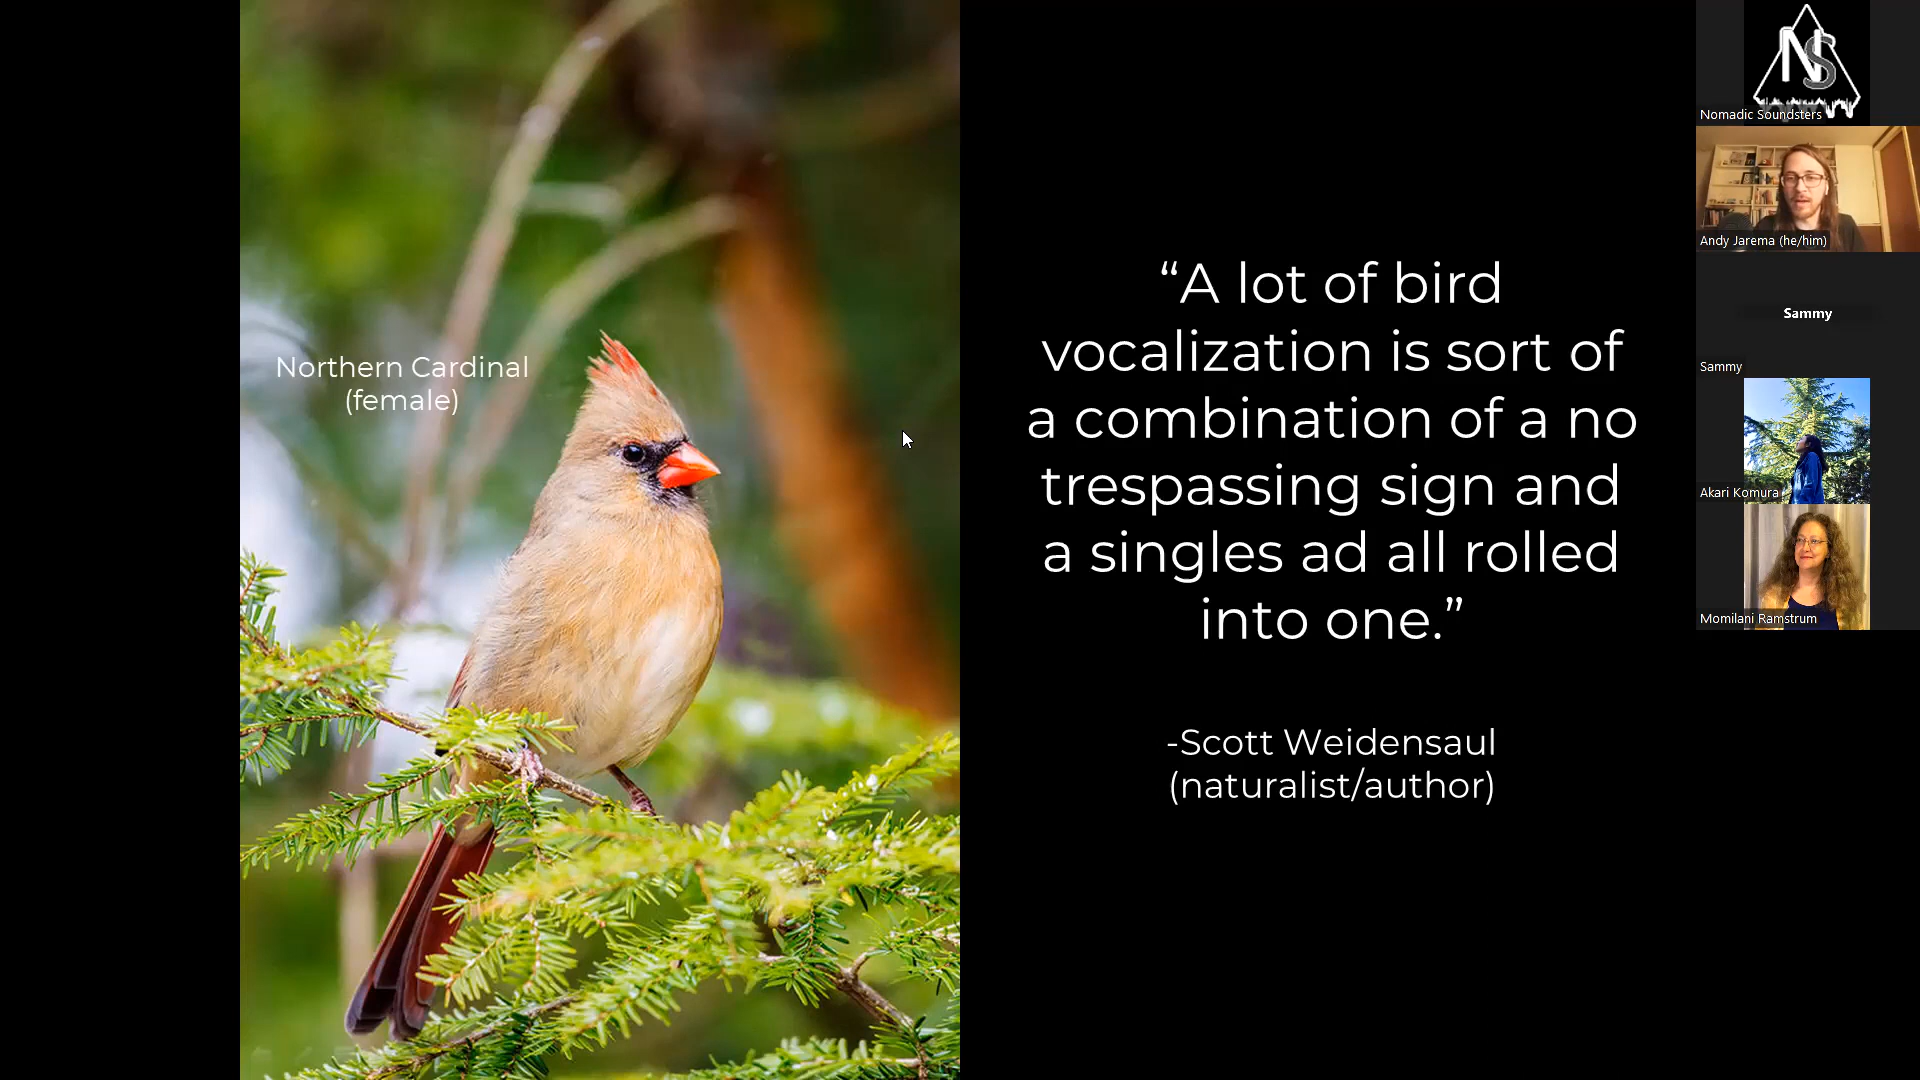 Northern Cardinal
(female)
“A lot of bird
vocalization is sort of
a combination of a no
trespassing sign and
a singles ad all rolled
into one.”
-Scott Weidensaul
(naturalist/author)
NS
Nomadic Soundsters
Andy Jarema (he/him)
Sammy
Sammy
Akari Komura
Momilani Ramstrum